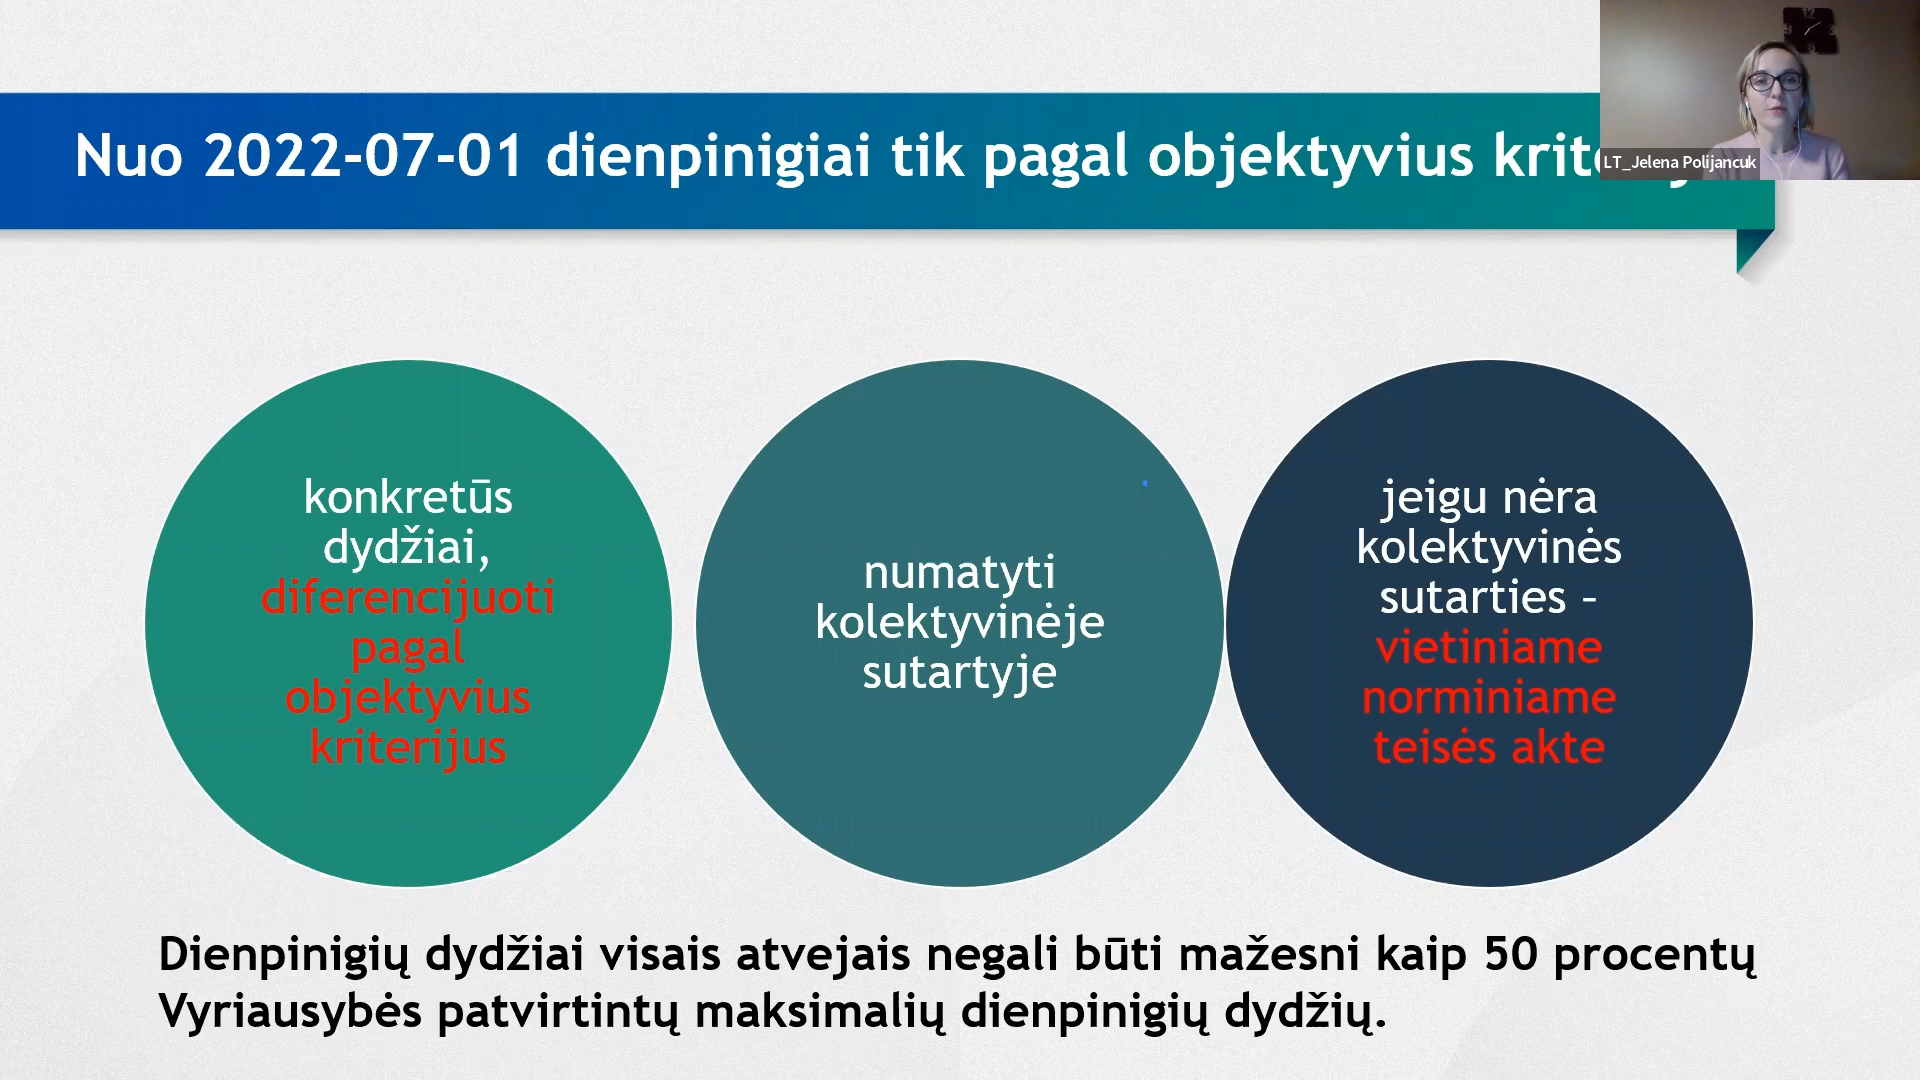 Nuo 2022-07-01 dienpinigiai tik pagal objektyvius
LT_Jelena Polijancuk
konkretūs
dydžiai,
diferencijuoti
pagal
objektyvius
kriterijus
numatyti
kolektyvinėje
sutartyje
jeigu nėra
kolektyvinės
sutarties –
vietiniame
norminiame
teisės akte
Dienpinigių dydžiai visais atvejais negali būti mažesni kaip 50 procentų
Vyriausybės patvirtintų maksimalių dienpinigių dydžių.